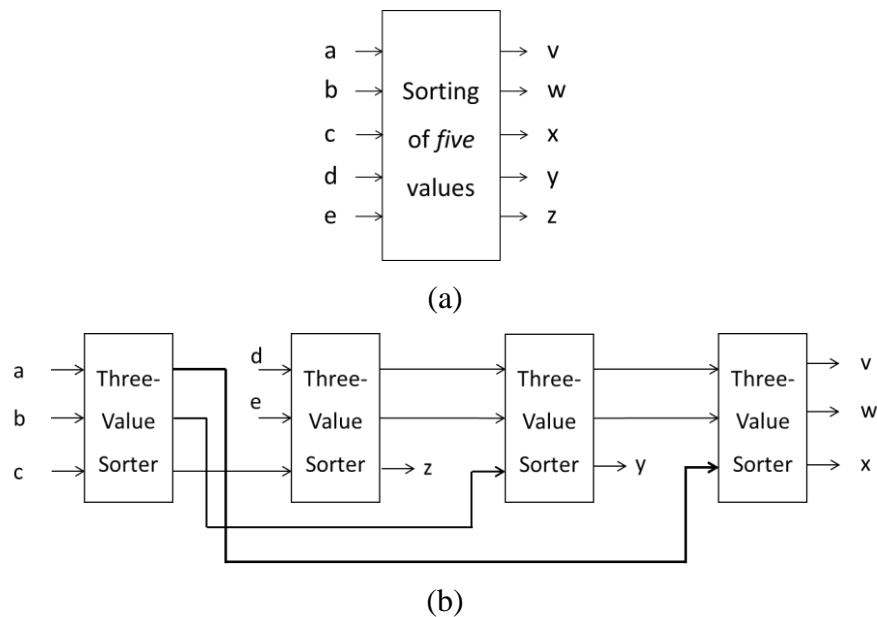 a
b
c
d
e
Sorting
of five
values
v
w
x
y
z
(a)
a
b
c
Three-
Value
Sorter
d
e
Three-
Value
Sorter
z
Three-
Value
Sorter
y
Three-
Value
Sorter
v
w
x
(b)